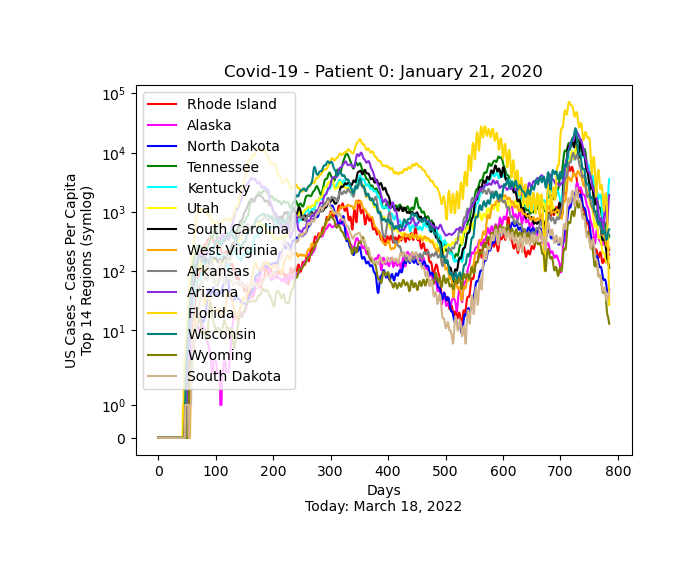 Covid-19 - Patient 0: January 21, 2020
US Cases - Cases Per Capita
Top 14 Regions (symlog)
10^5
10^4
10^3
10^2
10^1
10^0
0
Rhode Island
Alaska
North Dakota
Tennessee
Kentucky
Utah
South Carolina
West Virginia
Arkansas
Arizona
Florida
Wisconsin
Wyoming
South Dakota
0 100 200 300 400 500 600 700 800
Days
Today: March 18, 2022